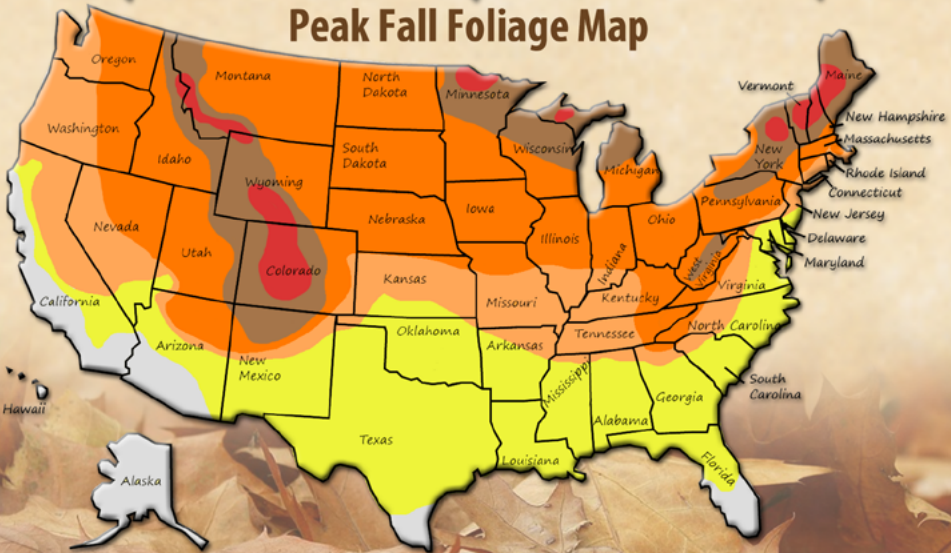 Peak Fall Foliage Map
Oregon
Washington
Idaho
Montana
North
Dakota
South
Dakota
Minnesota
Wisconsin
Michigan
Wyoming
Nebraska
Iowa
Nevada
Utah
Colorado
Kansas
Missouri
Illinois
Indiana
Ohio
Kentucky
West
Virginia
Virginia
Pennsylvania
New
York
Vermont
Maine
New Hampshire
Massachusetts
Rhode Island
Connecticut
New Jersey
Delaware
Maryland
California
Arizona
New
Mexico
Oklahoma
Arkansas
Tennessee
North Carolina
South
Carolina
Mississippi
Alabama
Georgia
Texas
Louisiana
Florida
Hawaii
Alaska